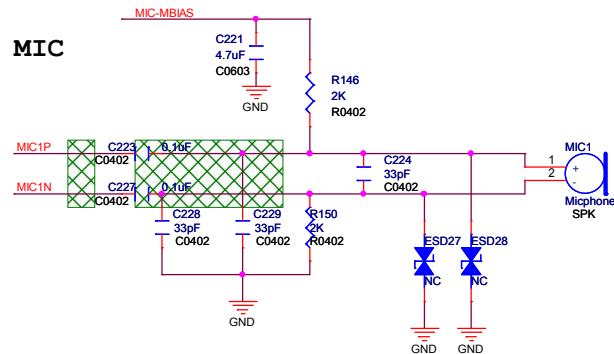 MIC-MBIAS
MIC
C221
4.7uF
C0603
GND
R146
2K
R0402
MIC1P
C223
0.1uF
C0402
MIC1N
C227
0.1uF
C0402
C224
33pF
C0402
1
2
MIC1
+
-
Micphone
SPK
C228
33pF
C0402
C229
33pF
C0402
R150
2K
R0402
ESD27
NC
ESD28
NC
GND
GND
GND